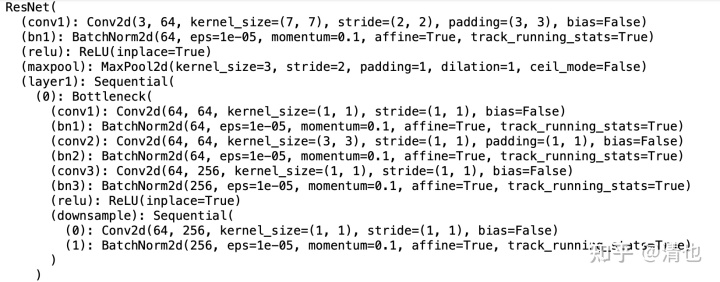 ResNet(
  (conv1): Conv2d(3, 64, kernel_size=(7, 7), stride=(2, 2), padding=(3, 3), bias=False)
  (bn1): BatchNorm2d(64, eps=1e-05, momentum=0.1, affine=True, track_running_stats=True)
  (relu): ReLU(inplace=True)
  (maxpool): MaxPool2d(kernel_size=3, stride=2, padding=1, dilation=1, ceil_mode=False)
  (layer1): Sequential(
    (0): Bottleneck(
      (conv1): Conv2d(64, 64, kernel_size=(1, 1), stride=(1, 1), bias=False)
      (bn1): BatchNorm2d(64, eps=1e-05, momentum=0.1, affine=True, track_running_stats=True)
      (conv2): Conv2d(64, 64, kernel_size=(3, 3), stride=(1, 1), padding=(1, 1), bias=False)
      (bn2): BatchNorm2d(64, eps=1e-05, momentum=0.1, affine=True, track_running_stats=True)
      (conv3): Conv2d(64, 256, kernel_size=(1, 1), stride=(1, 1), bias=False)
      (bn3): BatchNorm2d(256, eps=1e-05, momentum=0.1, affine=True, track_running_stats=True)
      (relu): ReLU(inplace=True)
      (downsample): Sequential(
        (0): Conv2d(64, 256, kernel_size=(1, 1), stride=(1, 1), bias=False)
        (1): BatchNorm2d(256, eps=1e-05, momentum=0.1, affine=True, track_running_stats=True)
      )
    )
知乎 @清也